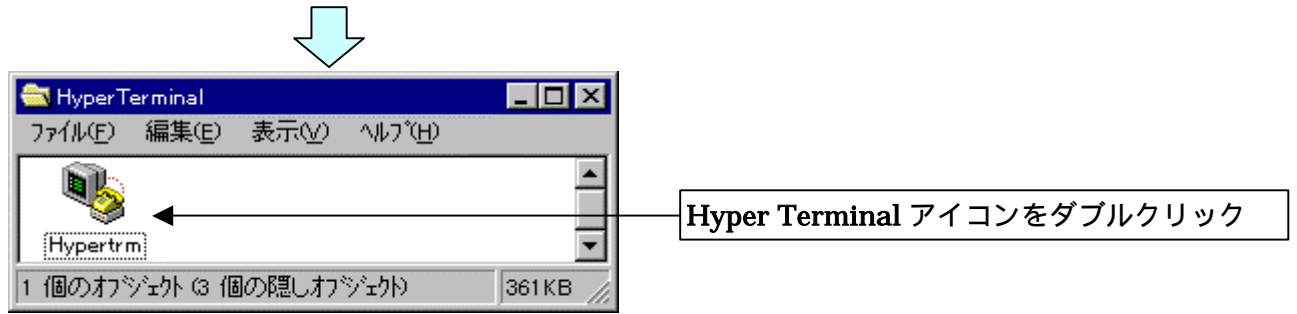 HyperTerminal
ﾌｧｲﾙ(F) 編集(E) 表示(V) ﾍﾙﾌﾟ(H)
Hypertrm
Hyper Terminal アイコンをダブルクリック
1 個のｵﾌﾞｼﾞｪｸﾄ (3 個の隠しｵﾌﾞｼﾞｪｸﾄ) 361KB